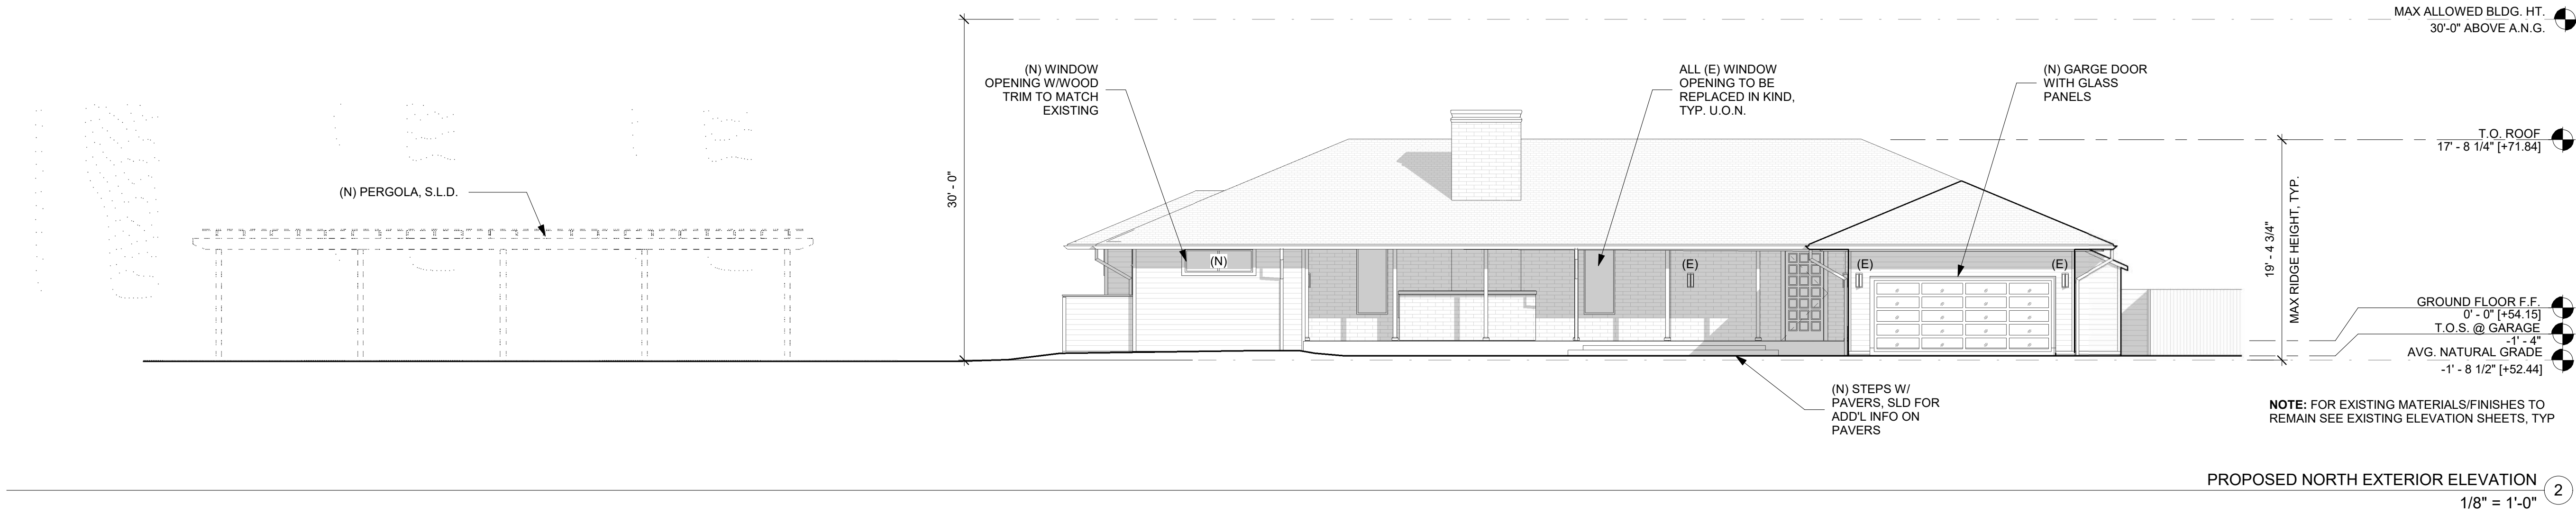 MAX ALLOWED BLDG. HT.
30'-0" ABOVE A.N.G.
(N) WINDOW
OPENING W/WOOD
TRIM TO MATCH
EXISTING
ALL (E) WINDOW
OPENING TO BE
REPLACED IN KIND,
TYP. U.O.N.
(N) GARGE DOOR
WITH GLASS
PANELS
T.O. ROOF
17' - 8 1/4" [+71.84]
(N) PERGOLA, S.L.D.
30' - 0"
(N)
(E)
(E)
(E)
19' - 4 3/4"
MAX RIDGE HEIGHT, TYP.
GROUND FLOOR F.F.
0' - 0" [+54.15]
T.O.S. @ GARAGE
-1' - 4"
AVG. NATURAL GRADE
-1' - 8 1/2" [+52.44]
(N) STEPS W/
PAVERS, SLD FOR
ADD'L INFO ON
PAVERS
NOTE: FOR EXISTING MATERIALS/FINISHES TO
REMAIN SEE EXISTING ELEVATION SHEETS, TYP
PROPOSED NORTH EXTERIOR ELEVATION
2
1/8" = 1'-0"